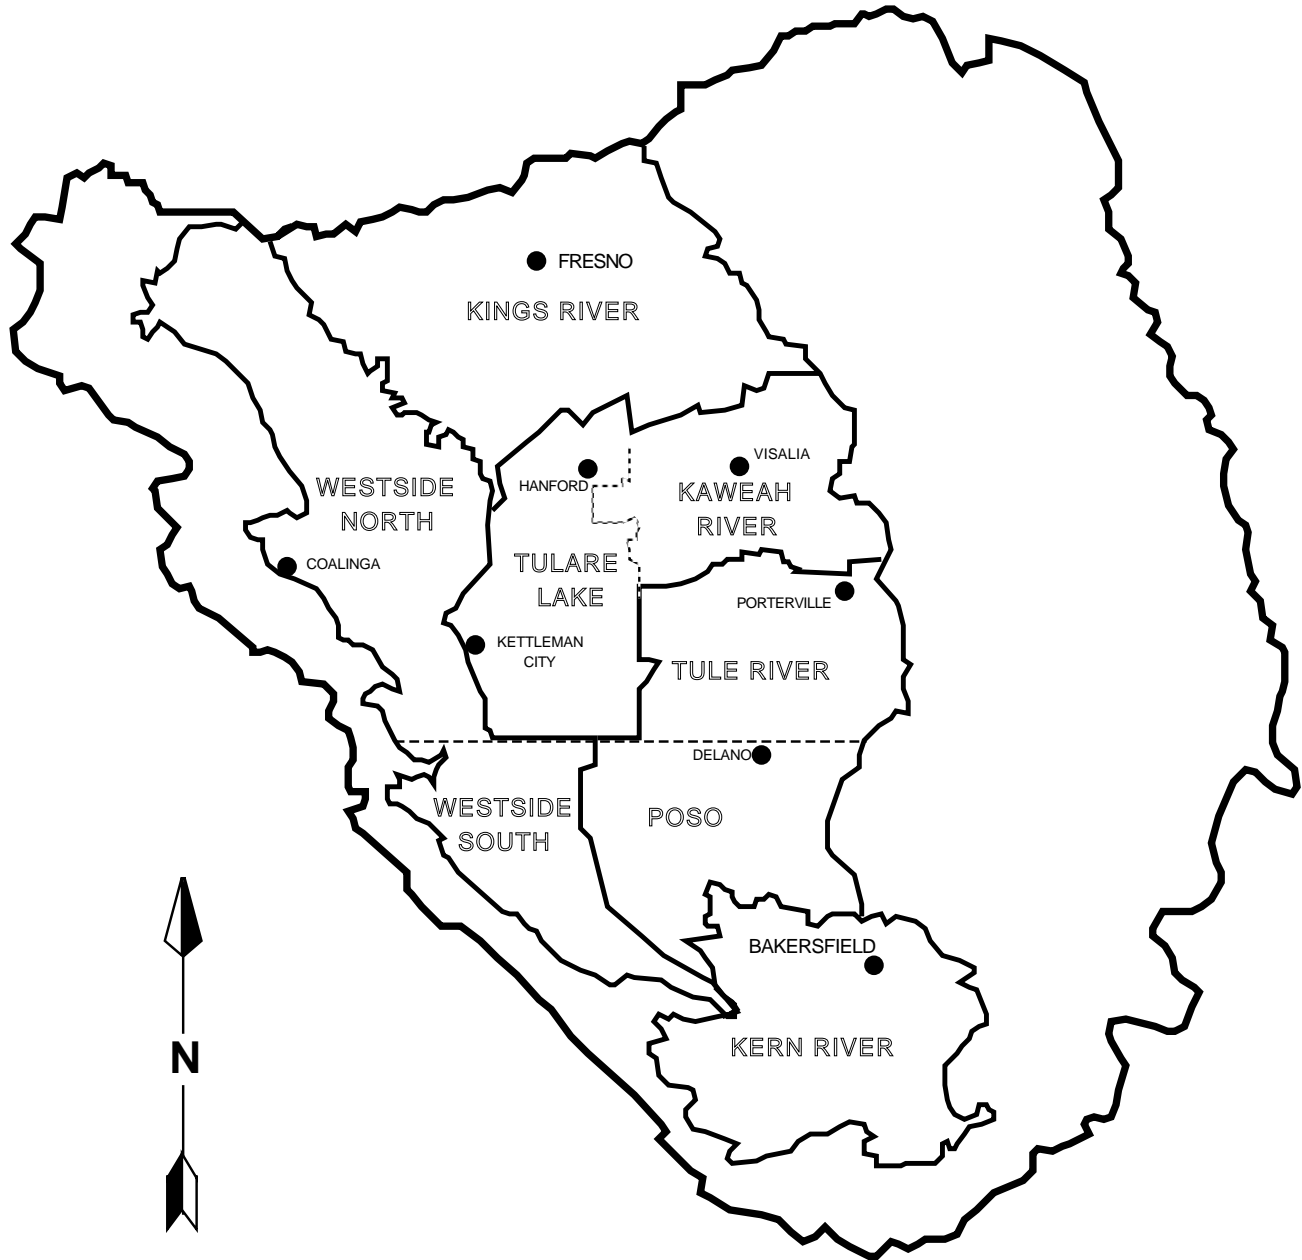 FRESNO
KINGS RIVER
VISALIA
HANFORD
KAWEAH
RIVER
WESTSIDE
NORTH
COALINGA
TULARE
LAKE
PORTERVILLE
KETTLEMAN
CITY
TULE RIVER
DELANO
WESTSIDE
SOUTH
POSO
BAKERSFIELD
KERN RIVER
N